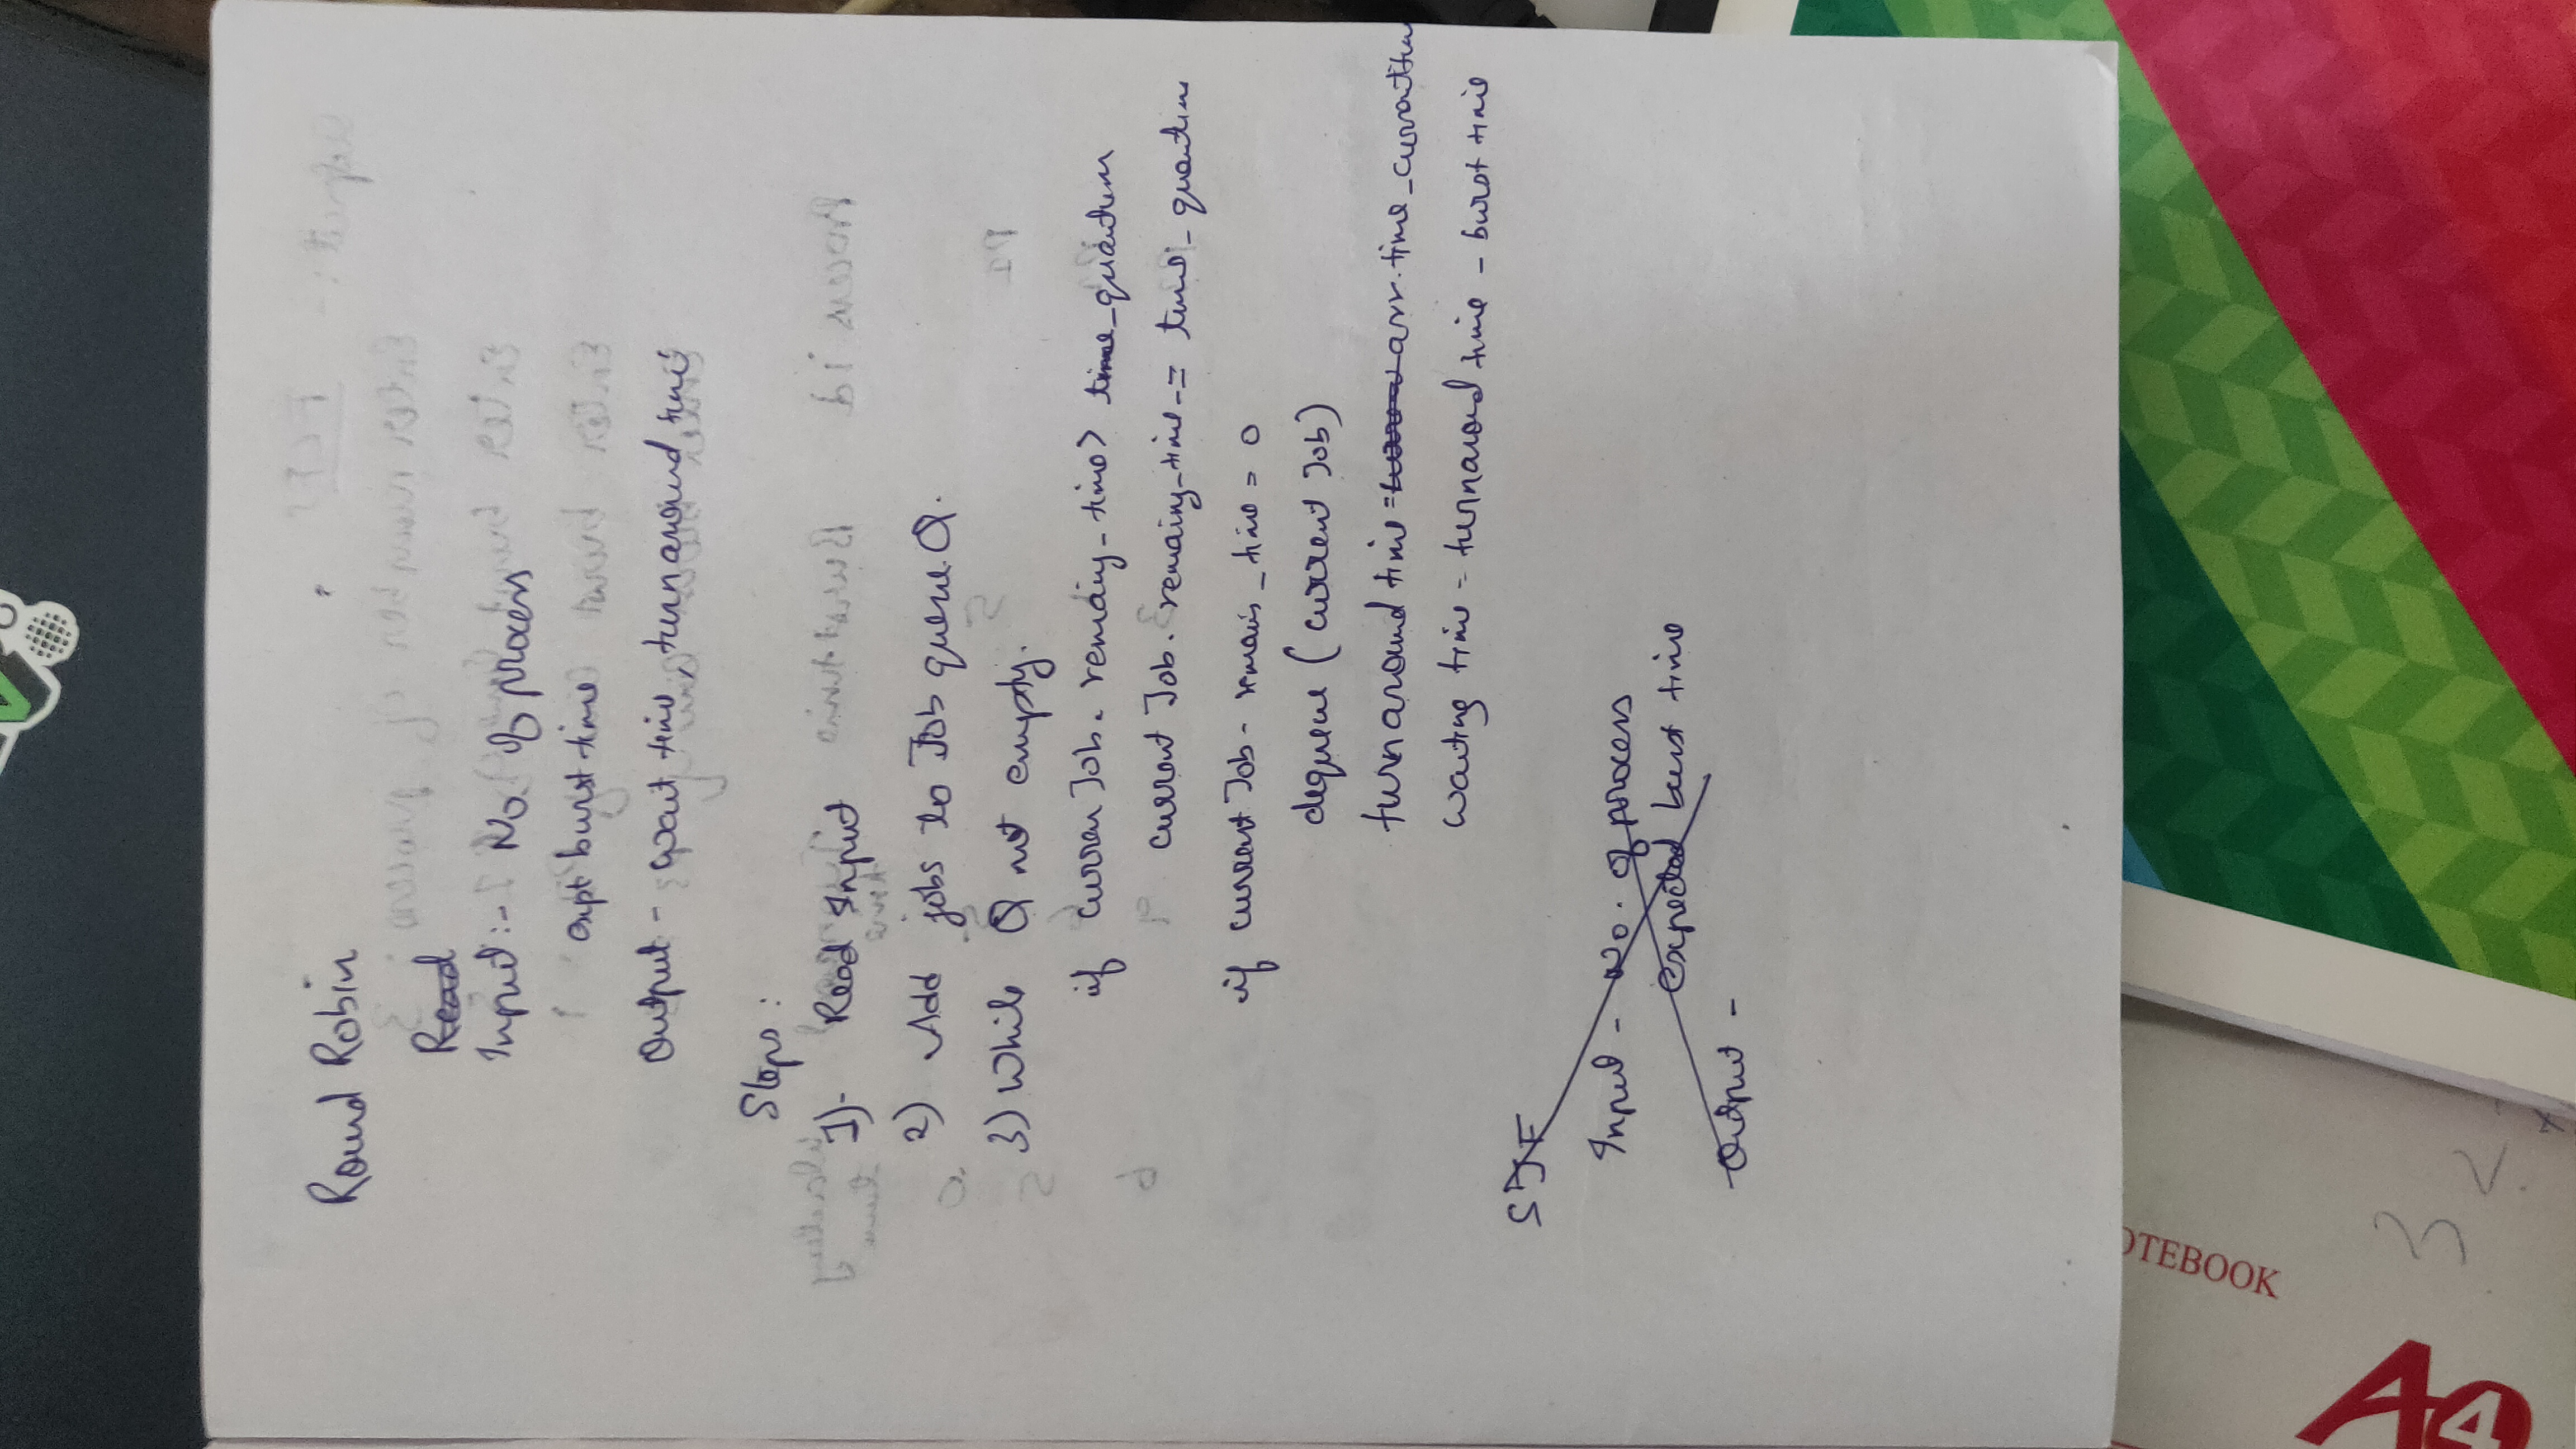 Round Robin
Read
Input:- No. of process
expt burst time
Output - wait time, turnaround time
Steps:
1)- Read Input
2) Add jobs to Job queue Q.
3) While Q not empty.
if curren Job. remaing_time > time_quantum
current Job. remaing_time -= time_quantum
if current Job - remain_time = 0
dequeue (current Job)
turnaround time = arr. time - current
waiting time = turnaround time - burst time
SJF
Input - No. of process
expected burst time
Output -
OTEBOOK
A4
3
<